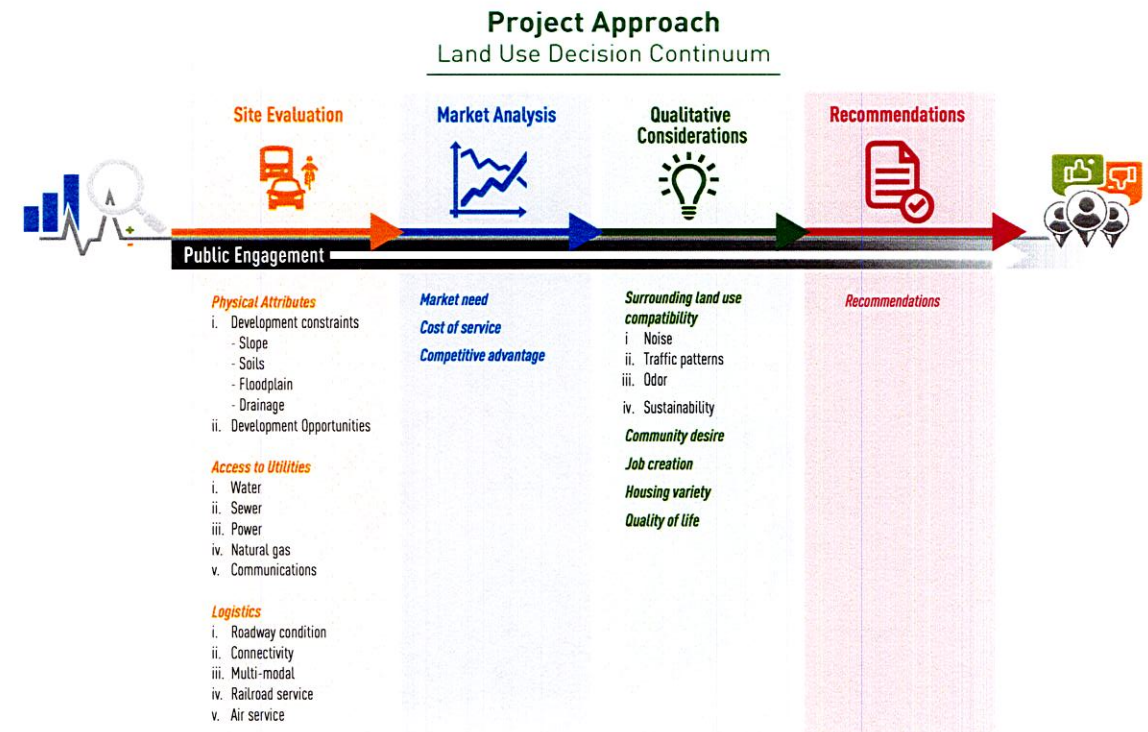 Project Approach
Land Use Decision Continuum
Site Evaluation
Market Analysis
Qualitative
Considerations
Recommendations
Public Engagement
Physical Attributes
i. Development constraints
- Slope
- Soils
- Floodplain
- Drainage
ii. Development Opportunities
Access to Utilities
i. Water
ii. Sewer
iii. Power
iv. Natural gas
v. Communications
Logistics
i. Roadway condition
ii. Connectivity
iii. Multi-modal
iv. Railroad service
v. Air service
Market need
Cost of service
Competitive advantage
Surrounding land use
compatibility
i Noise
ii. Traffic patterns
iii. Odor
iv. Sustainability
Community desire
Job creation
Housing variety
Quality of life
Recommendations